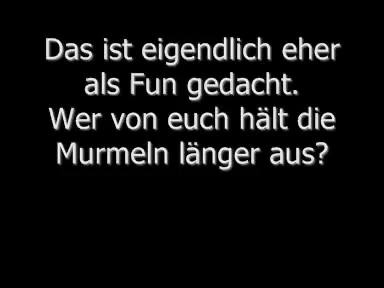 Das ist eigendlich eher
als Fun gedacht.
Wer von euch hält die
Murmeln länger aus?